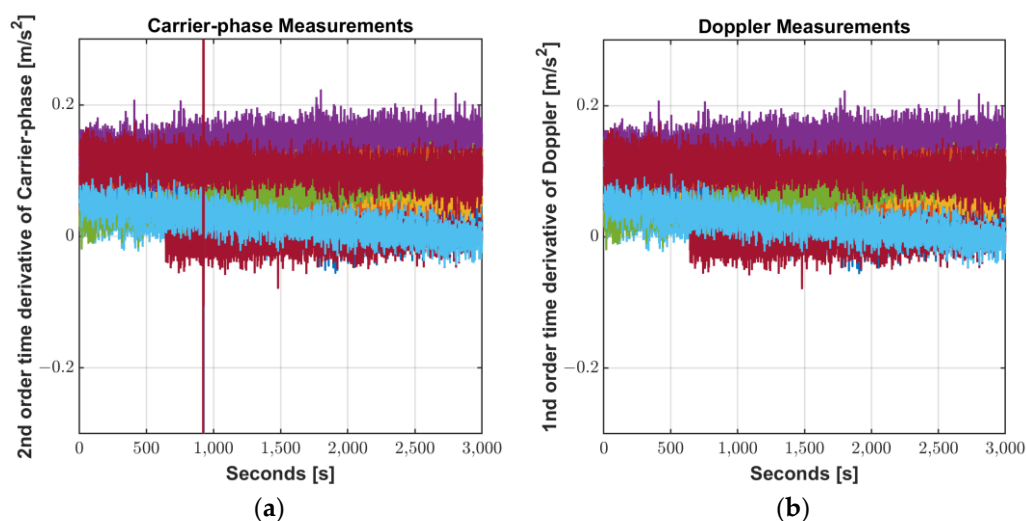 Carrier-phase Measurements
2nd order time derivative of Carrier-phase [m/s²]
0.2
0
−0.2
0 500 1,000 1,500 2,000 2,500 3,000
Seconds [s]
(a)
Doppler Measurements
1nd order time derivative of Doppler [m/s²]
0.2
0
−0.2
0 500 1,000 1,500 2,000 2,500 3,000
Seconds [s]
(b)